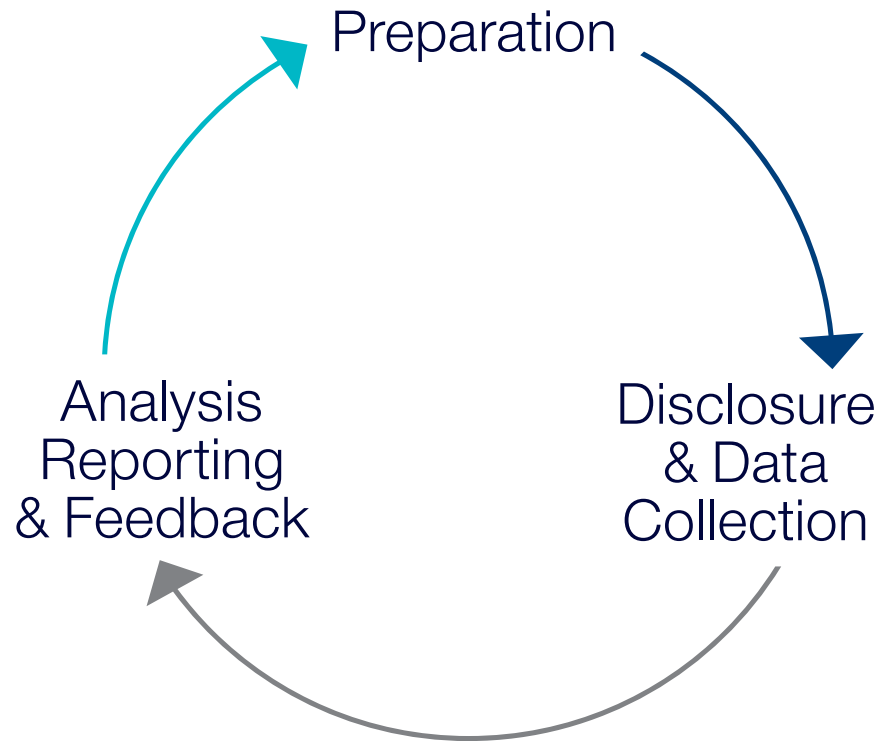 Preparation
Disclosure
& Data
Collection
Analysis
Reporting
& Feedback